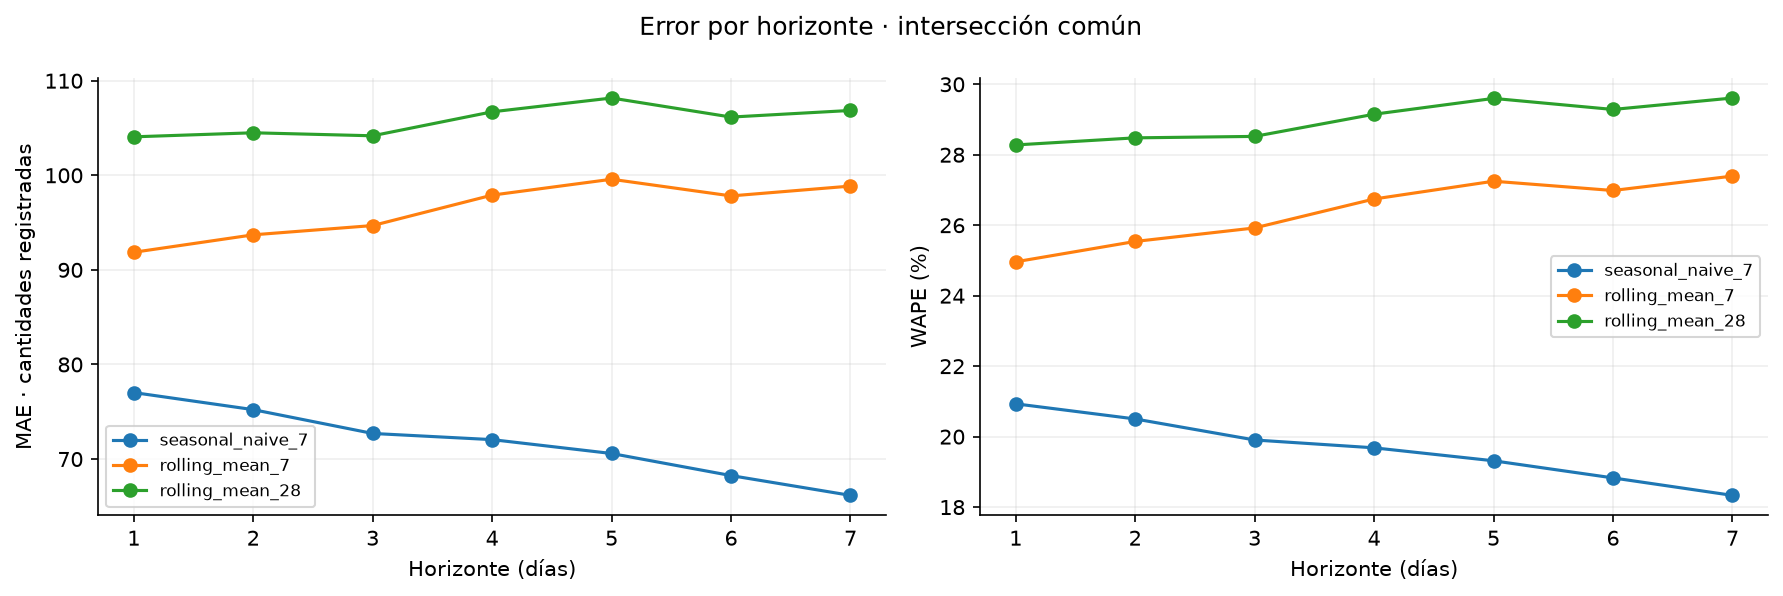 Error por horizonte · intersección común
MAE · cantidades registradas
110
100
90
80
70
seasonal_naive_7
rolling_mean_7
rolling_mean_28
1 2 3 4 5 6 7
Horizonte (días)
WAPE (%)
30
28
26
24
22
20
18
seasonal_naive_7
rolling_mean_7
rolling_mean_28
1 2 3 4 5 6 7
Horizonte (días)